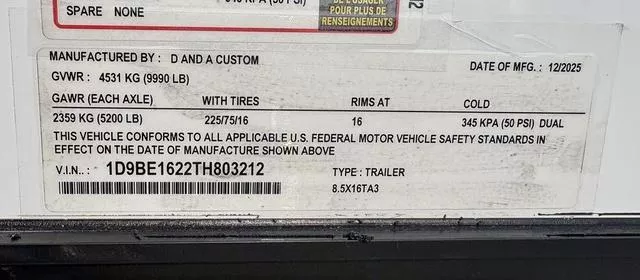 SPARE NONE
POUR PLUS DE
RENSEIGNEMENTS
MANUFACTURED BY : D AND A CUSTOM
DATE OF MFG. : 12/2025
GVWR : 4531 KG (9990 LB)
GAWR (EACH AXLE) WITH TIRES RIMS AT COLD
2359 KG (5200 LB) 225/75/16 16 345 KPA (50 PSI) DUAL
THIS VEHICLE CONFORMS TO ALL APPLICABLE U.S. FEDERAL MOTOR VEHICLE SAFETY STANDARDS IN
EFFECT ON THE DATE OF MANUFACTURE SHOWN ABOVE
V.I.N.. : 1D9BE1622TH803212 TYPE : TRAILER
8.5X16TA3